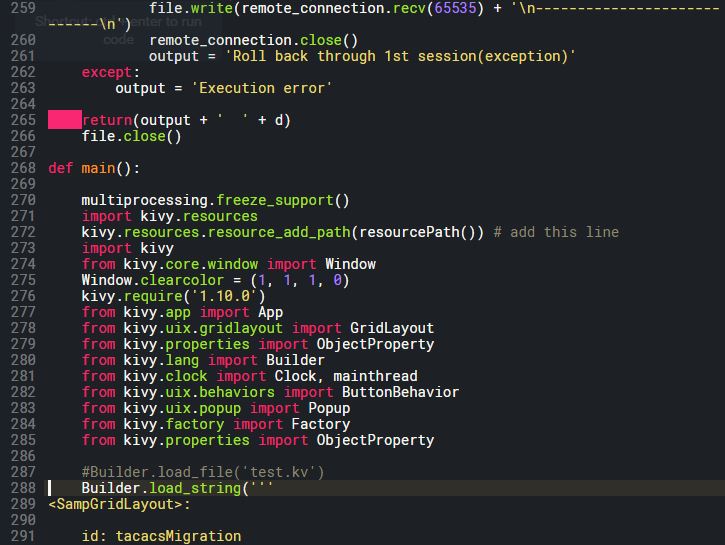 259             file.write(remote_connection.recv(65535) + '\n----------------------
------\n')
260             remote_connection.close()
261             output = 'Roll back through 1st session(exception)'
262     except:
263         output = 'Execution error'
264
265     return(output + '  ' + d)
266     file.close()
267
268 def main():
269
270     multiprocessing.freeze_support()
271     import kivy.resources
272     kivy.resources.resource_add_path(resourcePath()) # add this line
273     import kivy
274     from kivy.core.window import Window
275     Window.clearcolor = (1, 1, 1, 0)
276     kivy.require('1.10.0')
277     from kivy.app import App
278     from kivy.uix.gridlayout import GridLayout
279     from kivy.properties import ObjectProperty
280     from kivy.lang import Builder
281     from kivy.clock import Clock, mainthread
282     from kivy.uix.behaviors import ButtonBehavior
283     from kivy.uix.popup import Popup
284     from kivy.factory import Factory
285     from kivy.properties import ObjectProperty
286
287     #Builder.load_file('test.kv')
288     Builder.load_string('''
289 <SampGridLayout>:
290
291     id: tacacsMigration